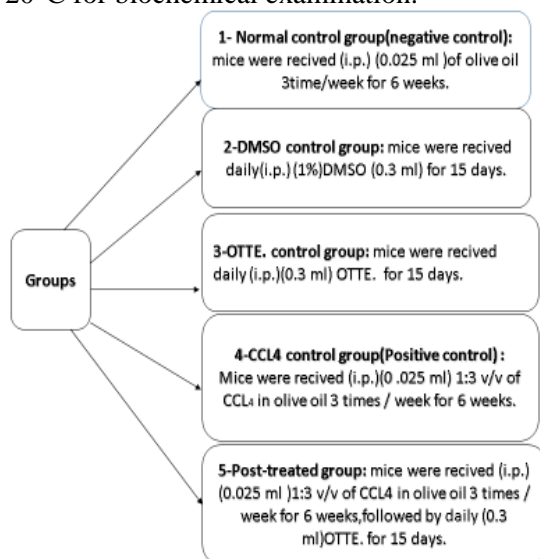 20 C for biochemical examination.
1- Normal control group(negative control):
mice were recived (i.p.) (0.025 ml )of olive oil
3time/week for 6 weeks.
2-DMSO control group: mice were recived
daily(i.p.) (1%)DMSO (0.3 ml) for 15 days.
Groups
3-OTTE. control group: mice were recived
daily (i.p.)(0.3 ml) OTTE. for 15 days.
4-CCL4 control group(Positive control) :
Mice were recived (i.p.)(0 .025 ml) 1:3 v/v of
CCL₄ in olive oil 3 times / week for 6 weeks.
5-Post-treated group: mice were recived (i.p.)
(0.025 ml )1:3 v/v of CCL4 in olive oil 3 times /
week for 6 weeks,followed by daily (0.3
ml)OTTE. for 15 days.